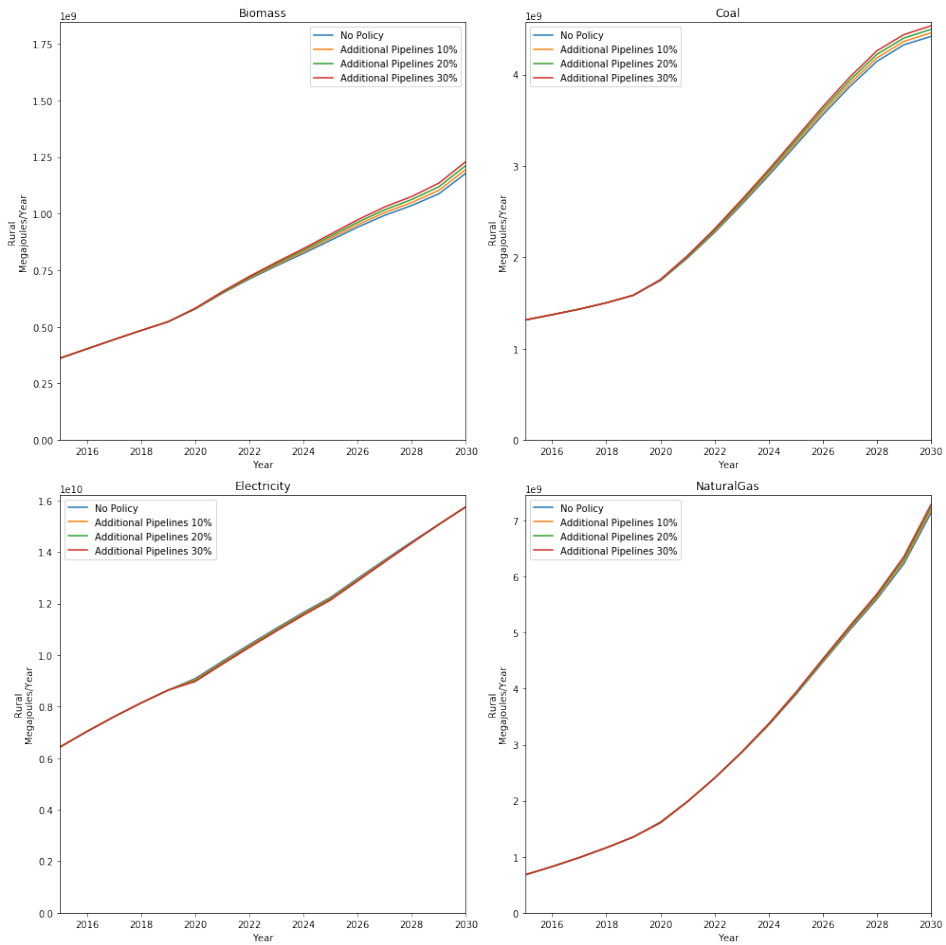 Biomass
1e9
No Policy
Additional Pipelines 10%
Additional Pipelines 20%
Additional Pipelines 30%
1.75
1.50
1.25
1.00
0.75
0.50
0.25
0.00
Rural
Megajoules/Year
2016 2018 2020 2022 2024 2026 2028 2030
Year
Coal
1e9
No Policy
Additional Pipelines 10%
Additional Pipelines 20%
Additional Pipelines 30%
4
3
2
1
0
Rural
Megajoules/Year
2016 2018 2020 2022 2024 2026 2028 2030
Year
Electricity
1e10
No Policy
Additional Pipelines 10%
Additional Pipelines 20%
Additional Pipelines 30%
1.6
1.4
1.2
1.0
0.8
0.6
0.4
0.2
0.0
Rural
Megajoules/Year
2016 2018 2020 2022 2024 2026 2028 2030
Year
NaturalGas
1e9
No Policy
Additional Pipelines 10%
Additional Pipelines 20%
Additional Pipelines 30%
7
6
5
4
3
2
1
0
Rural
Megajoules/Year
2016 2018 2020 2022 2024 2026 2028 2030
Year